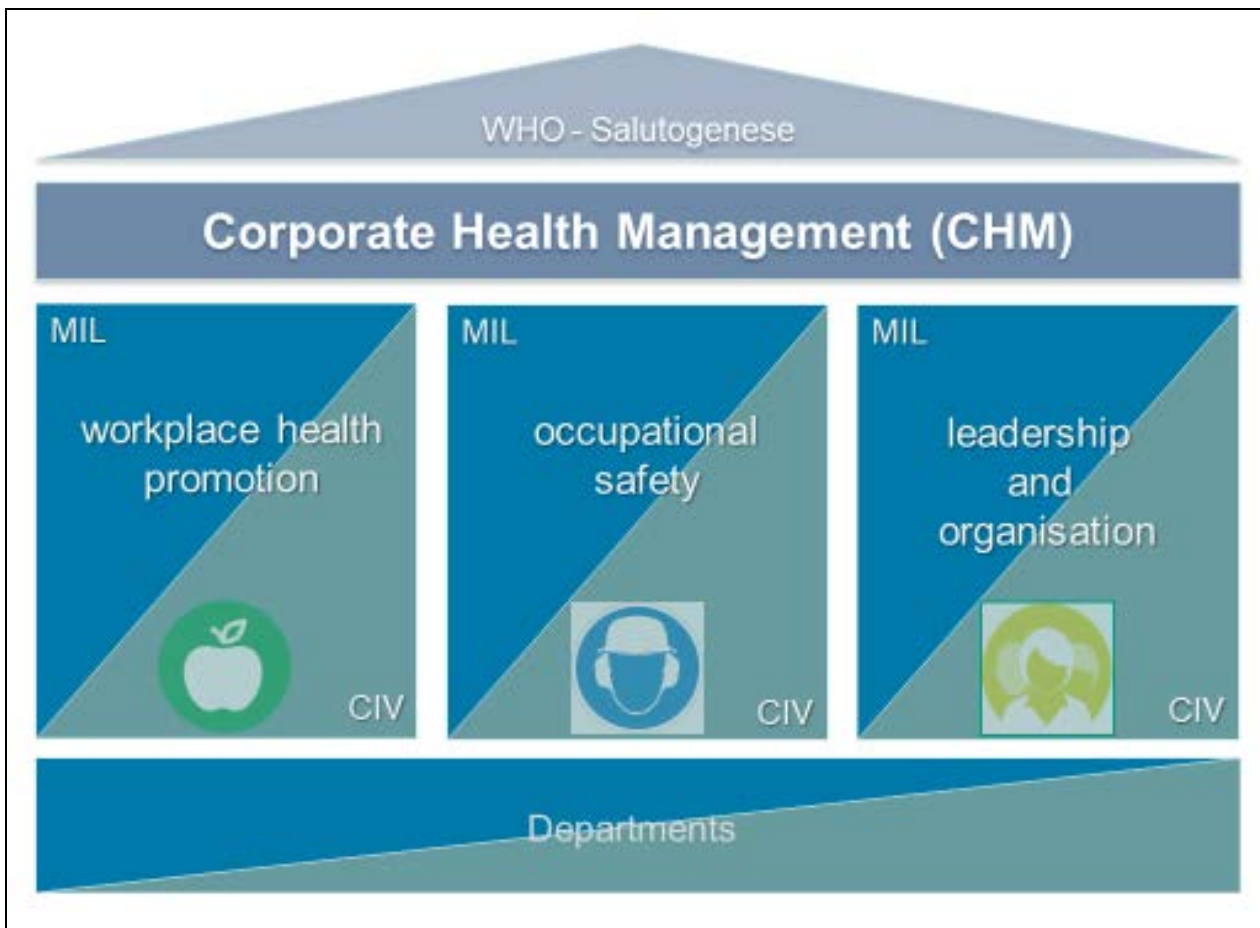 WHO - Salutogenese
Corporate Health Management (CHM)
MIL
workplace health
promotion
CIV
MIL
occupational
safety
CIV
MIL
leadership
and
organisation
CIV
Departments